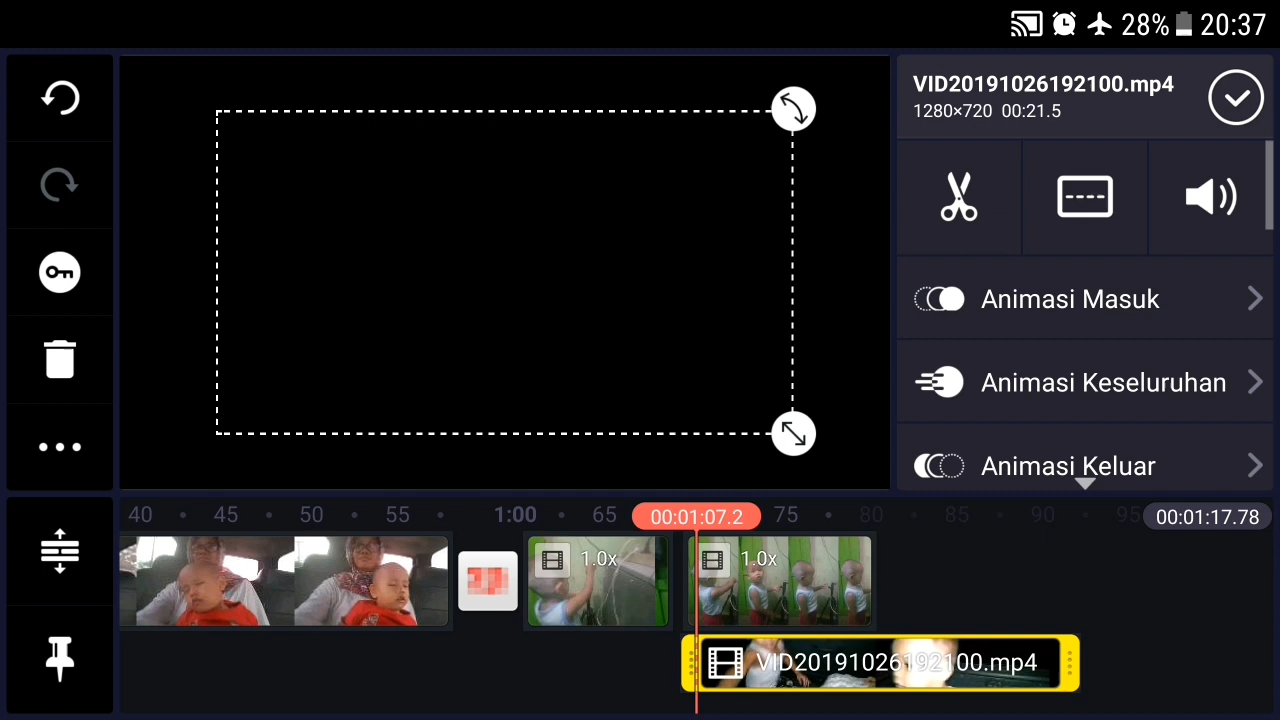 28% 20:37
VID20191026192100.mp4
1280×720 00:21.5
Animasi Masuk
Animasi Keseluruhan
Animasi Keluar
40 45 50 55 1:00 65 00:01:07.2 75 80 85 90 95 00:01:17.78
1.0x 1.0x
VID20191026192100.mp4